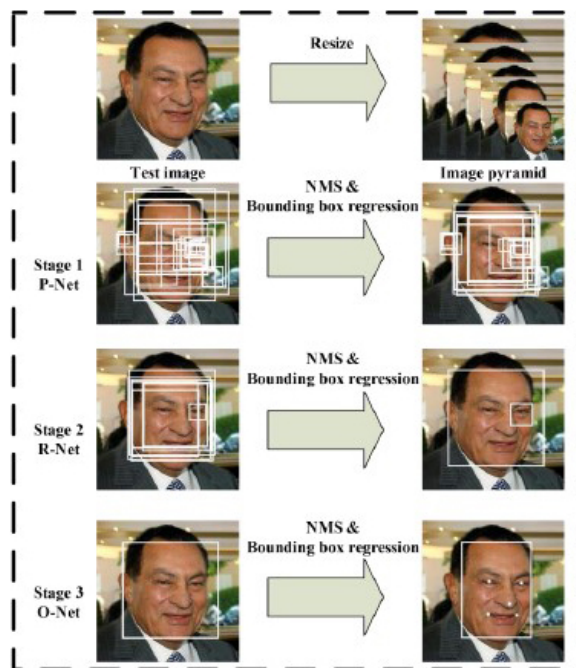 Resize
Test image
Image pyramid
NMS &
Bounding box regression
Stage 1
P-Net
NMS &
Bounding box regression
Stage 2
R-Net
NMS &
Bounding box regression
Stage 3
O-Net